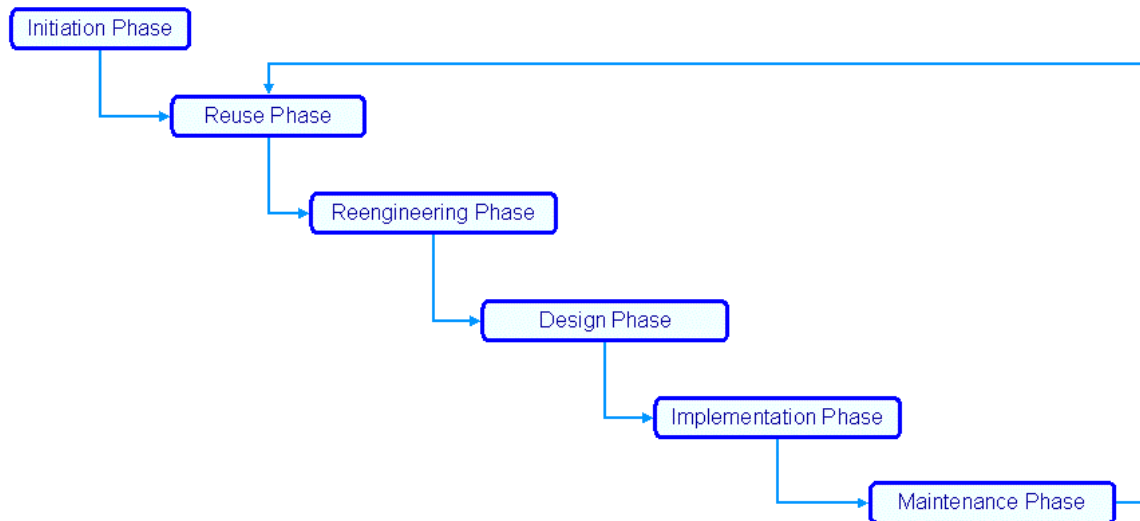 Initiation Phase
Reuse Phase
Reengineering Phase
Design Phase
Implementation Phase
Maintenance Phase